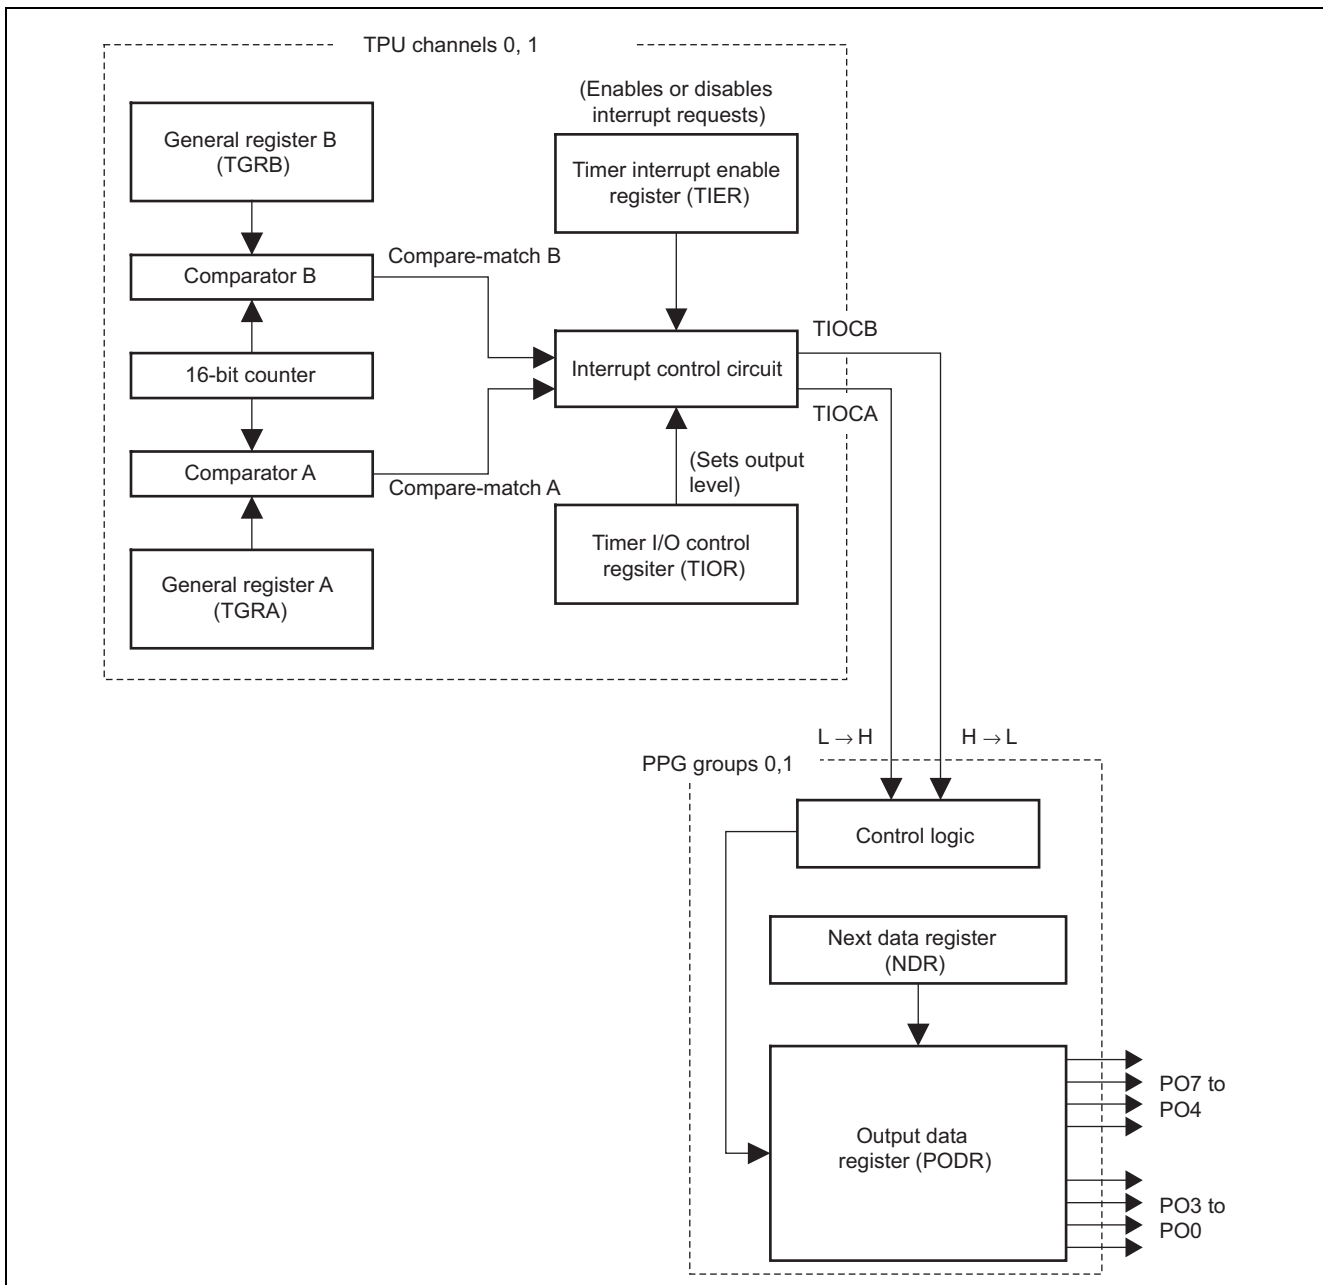 TPU channels 0, 1
(Enables or disables
interrupt requests)
General register B
(TGRB)
Timer interrupt enable
register (TIER)
Compare-match B
Comparator B
TIOCB
16-bit counter
Interrupt control circuit
TIOCA
Comparator A
Compare-match A
(Sets output
level)
Timer I/O control
regsiter (TIOR)
General register A
(TGRA)
L → H
H → L
PPG groups 0,1
Control logic
Next data register
(NDR)
Output data
register (PODR)
PO7 to
PO4
PO3 to
PO0